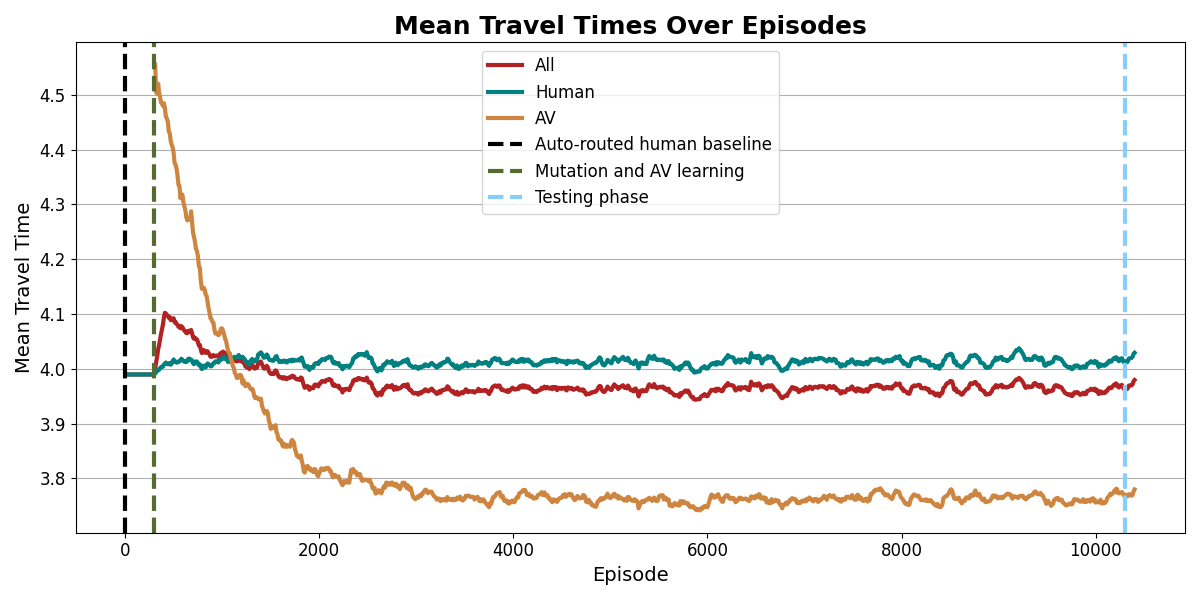 Mean Travel Times Over Episodes
Mean Travel Time
4.5
4.4
4.3
4.2
4.1
4.0
3.9
3.8
All
Human
AV
Auto-routed human baseline
Mutation and AV learning
Testing phase
0
2000
4000
6000
8000
10000
Episode